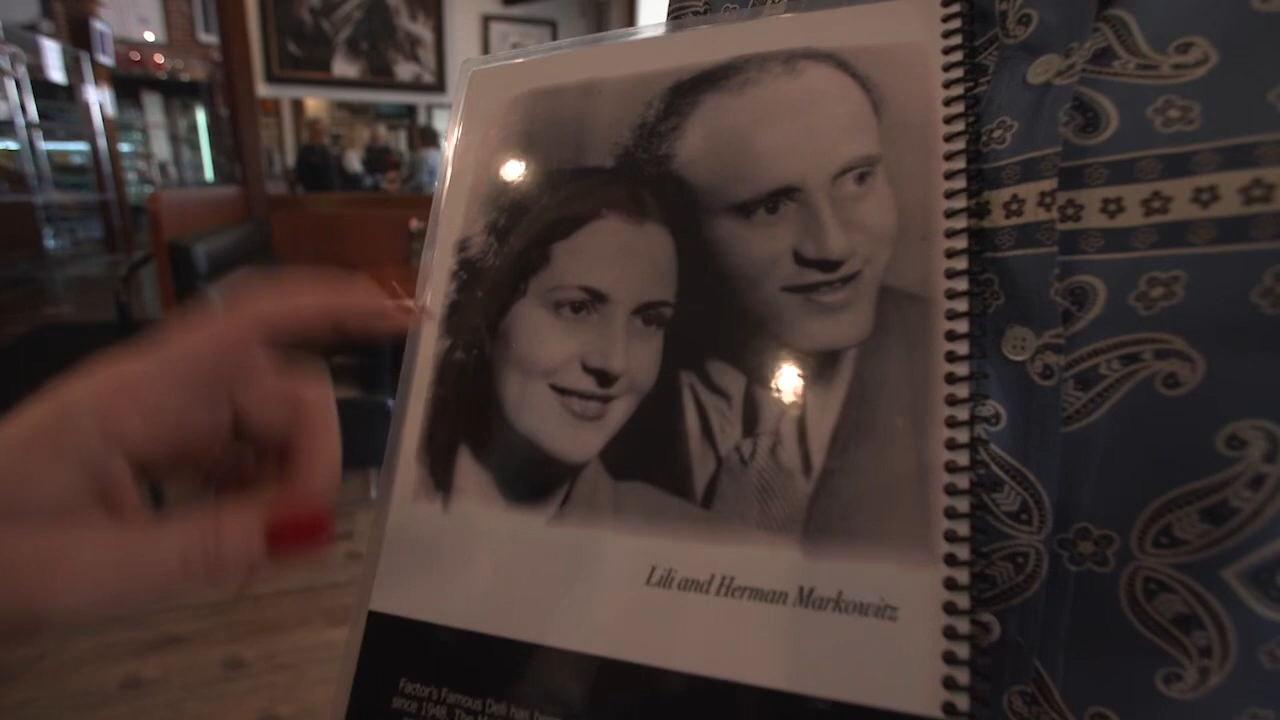 Lili and Herman Markowitz
Factor's Famous Deli has been
since 1948. The